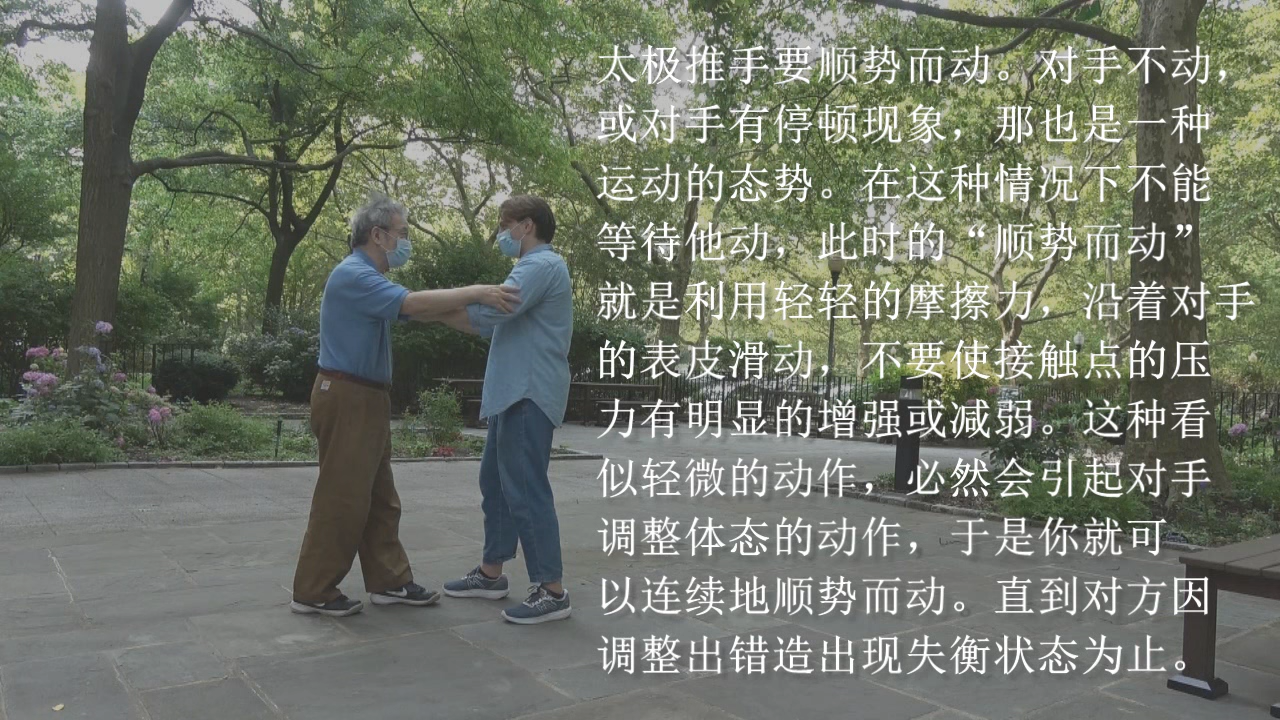 太极推手要顺势而动。对手不动，
或对手有停顿现象，那也是一种
运动的态势。在这种情况下不能
等待他动，此时的“顺势而动”
就是利用轻轻的摩擦力，沿着对手
的表皮滑动，不要使接触点的压
力有明显的增强或减弱。这种看
似轻微的动作，必然会引起对手
调整体态的动作，于是你就可
以连续地顺势而动。直到对方因
调整出错造出现失衡状态为止。